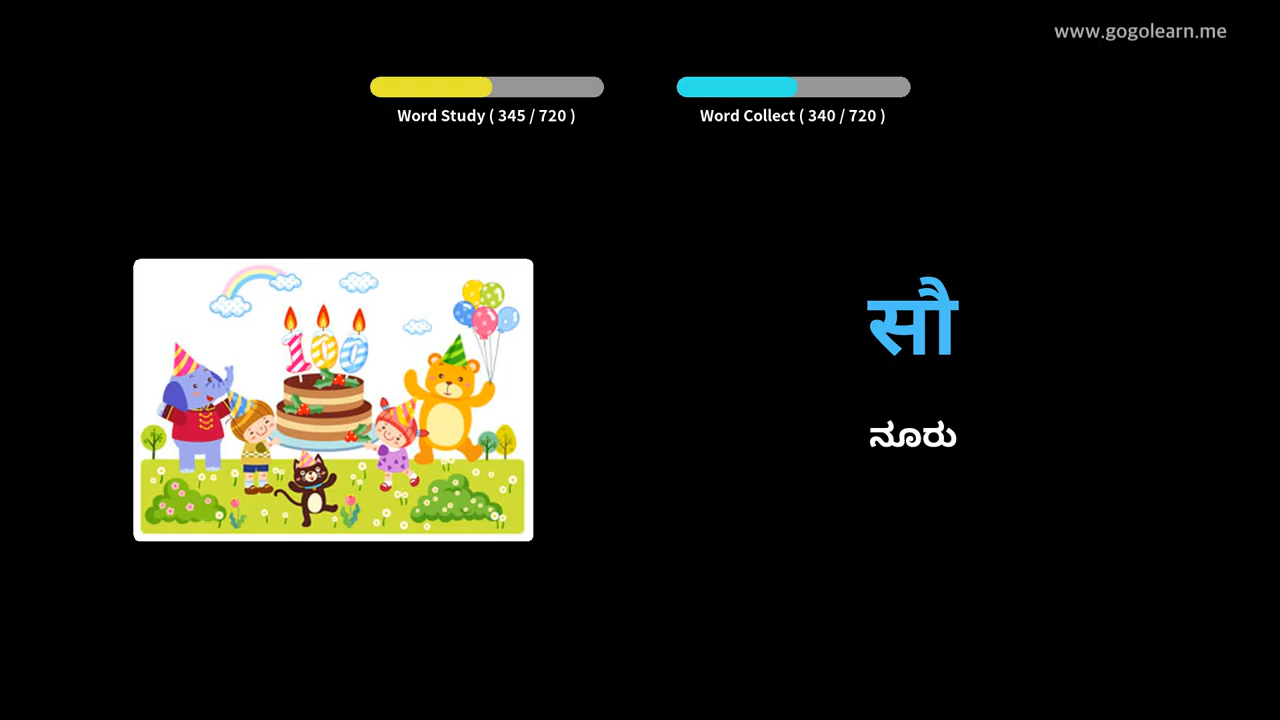 www.gogolearn.me
Word Study ( 345 / 720 )
Word Collect ( 340 / 720 )
100
सौ
ನೂರು